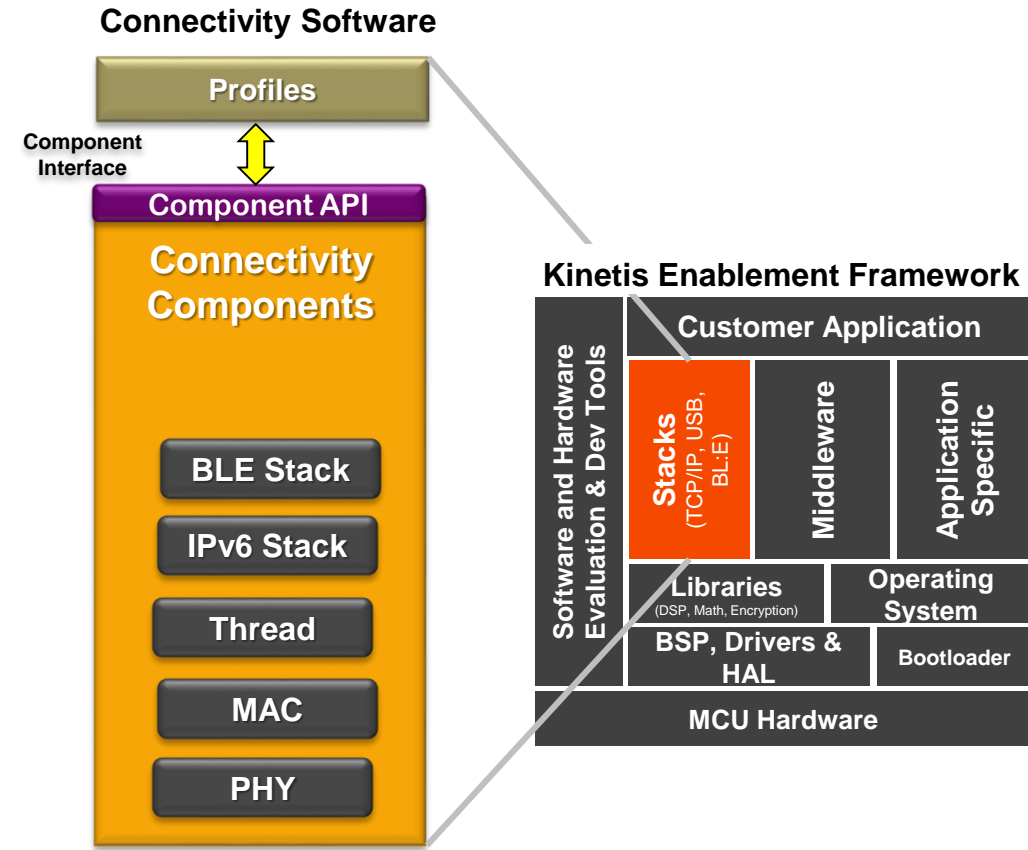 Connectivity Software
Profiles
Component
Interface
Component API
Connectivity
Components
BLE Stack
IPv6 Stack
Thread
MAC
PHY
Kinetis Enablement Framework
Software and Hardware
Evaluation & Dev Tools
Customer Application
Stacks
(TCP/IP, USB,
BL:E)
Middleware
Application
Specific
Libraries
(DSP, Math, Encryption)
Operating
System
BSP, Drivers &
HAL
Bootloader
MCU Hardware